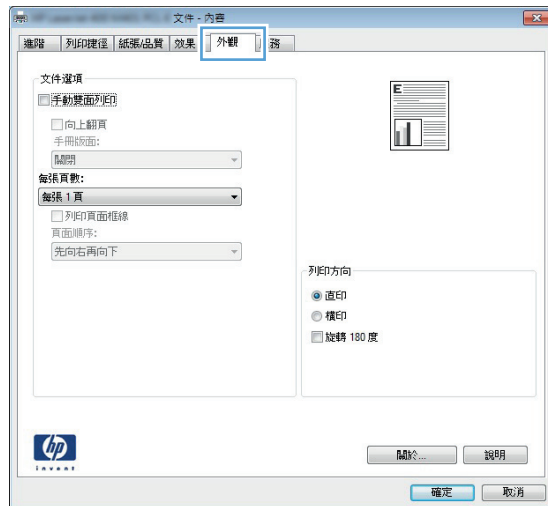 文件 - 內容
進階 列印捷徑 紙張/品質 效果 外觀 務
文件選項
手動雙面列印
向上翻頁
手冊版面:
關閉
每張頁數:
每張 1 頁
列印頁面框線
頁面順序:
先向右再向下
E
列印方向
直印
橫印
旋轉 180 度
hp
invent
關於... 說明
確定 取消